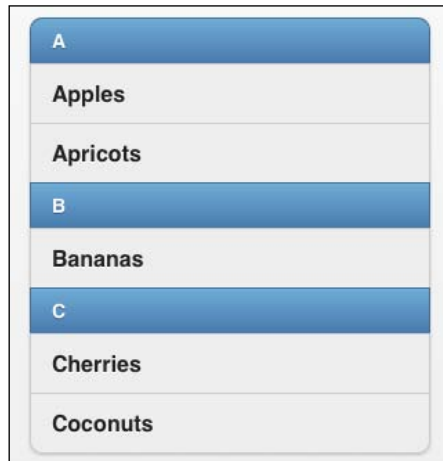 A
Apples
Apricots
B
Bananas
C
Cherries
Coconuts